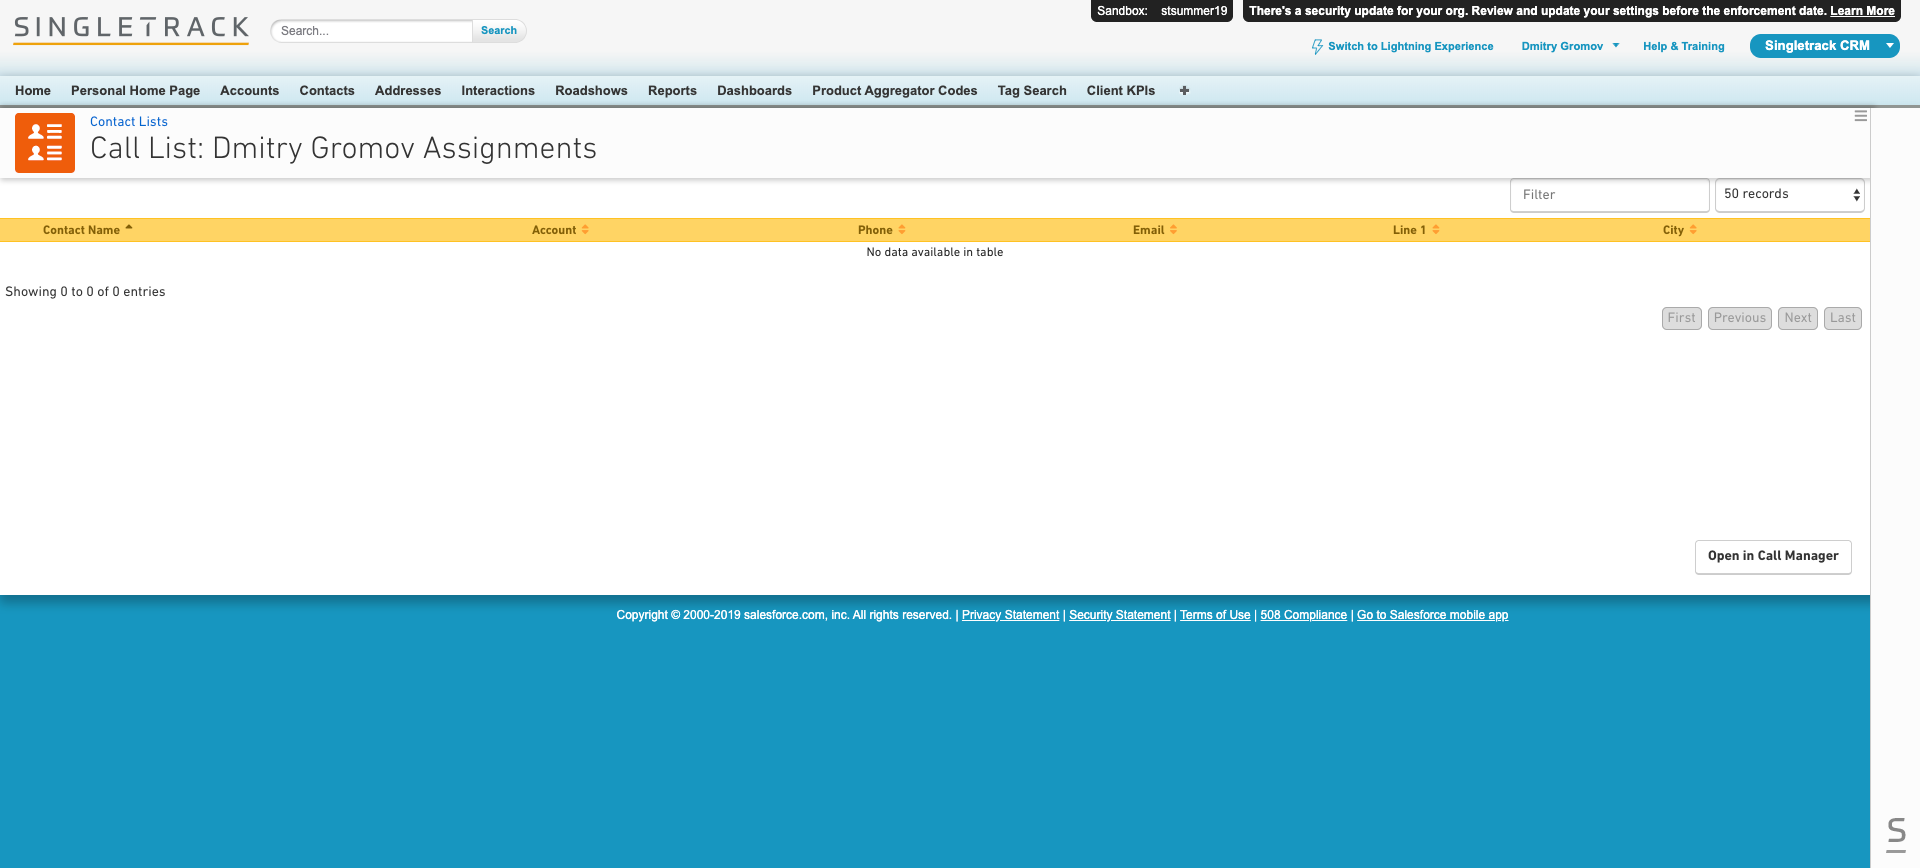 Sandbox: stsummer19
There's a security update for your org. Review and update your settings before the enforcement date. Learn More
SINGLETRACK
Search...
Search
Switch to Lightning Experience
Dmitry Gromov
Help & Training
Singletrack CRM
Home Personal Home Page Accounts Contacts Addresses Interactions Roadshows Reports Dashboards Product Aggregator Codes Tag Search Client KPIs +
Contact Lists
Call List: Dmitry Gromov Assignments
Filter
50 records
Contact Name Account Phone Email Line 1 City
No data available in table
Showing 0 to 0 of 0 entries
First Previous Next Last
Open in Call Manager
Copyright © 2000-2019 salesforce.com, inc. All rights reserved. | Privacy Statement | Security Statement | Terms of Use | 508 Compliance | Go to Salesforce mobile app
S